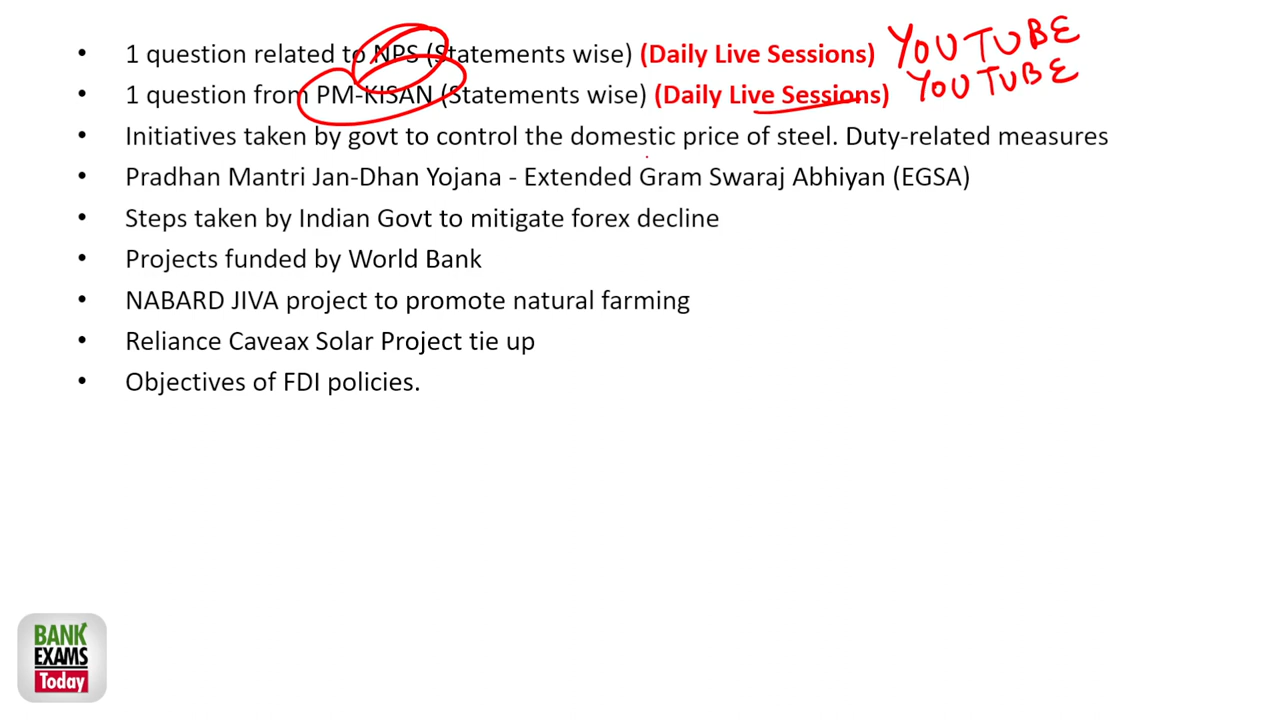 • 1 question related to NPS (Statements wise) (Daily Live Sessions) YOUTUBE
• 1 question from PM-KISAN (Statements wise) (Daily Live Sessions) YOUTUBE
• Initiatives taken by govt to control the domestic price of steel. Duty-related measures
• Pradhan Mantri Jan-Dhan Yojana - Extended Gram Swaraj Abhiyan (EGSA)
• Steps taken by Indian Govt to mitigate forex decline
• Projects funded by World Bank
• NABARD JIVA project to promote natural farming
• Reliance Caveax Solar Project tie up
• Objectives of FDI policies.
BANK
EXAMS
Today